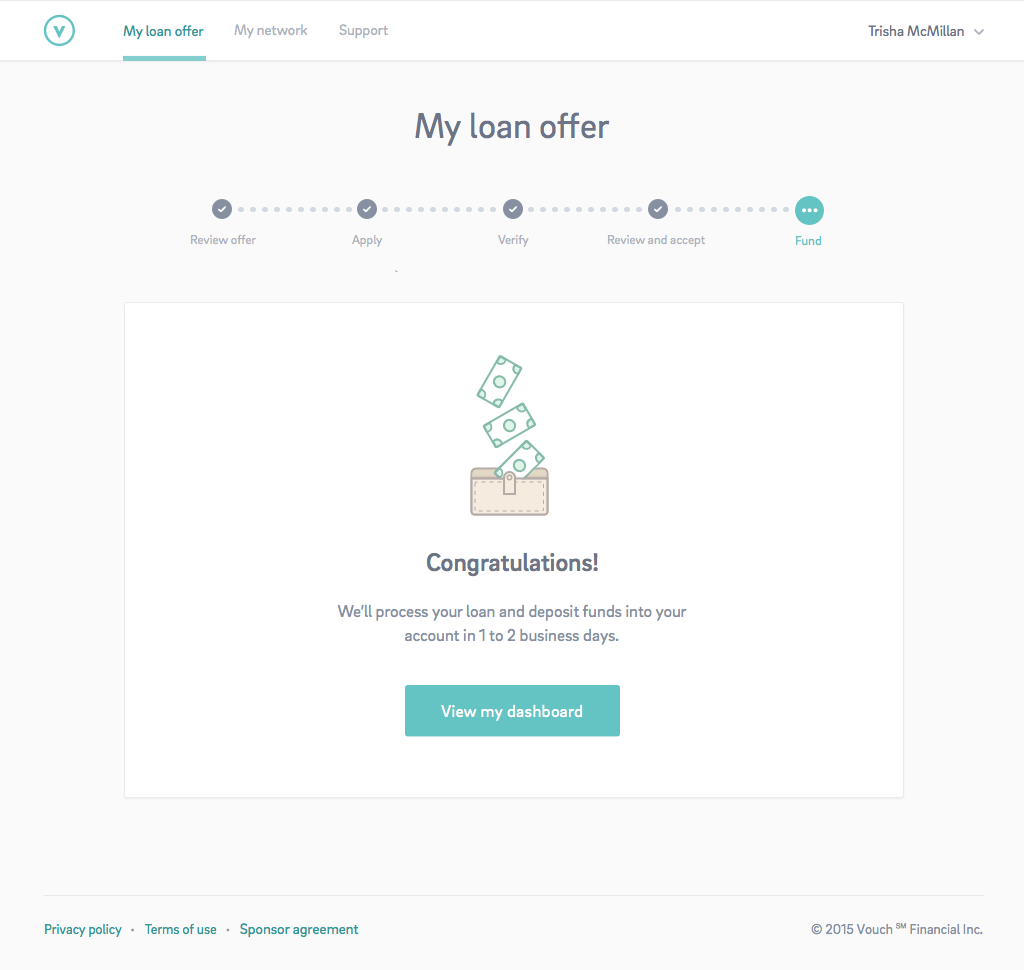 V
My loan offer
My network
Support
Trisha McMillan
My loan offer
Review offer
Apply
Verify
Review and accept
Fund
Congratulations!
We'll process your loan and deposit funds into your
account in 1 to 2 business days.
View my dashboard
Privacy policy • Terms of use • Sponsor agreement
© 2015 Vouch ℠ Financial Inc.